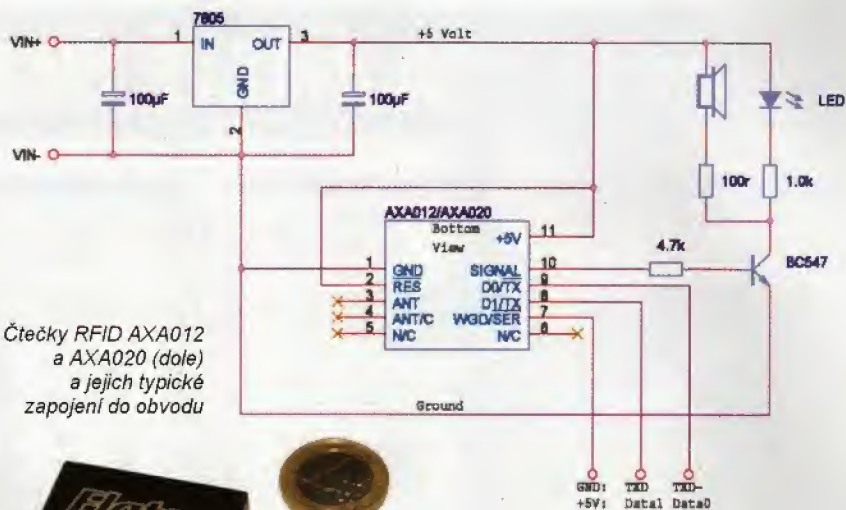 7805
VIN+
1
IN
OUT
3
+5 Volt
GND
100µF
100µF
2
VIN-
LED
100r
1.0k
AXA012/AXA020
Bottom
View
+5V
11
4.7k
BC547
1
GND
SIGNAL
10
2
RES
D0/TX
9
3
ANT
D1/TX
8
4
ANT/C
WGD/SER
7
5
N/C
N/C
6
Čtečky RFID AXA012
a AXA020 (dole)
a jejich typické
zapojení do obvodu
Ground
GND:
+5V:
TXD
Data1
TXD-
Data0